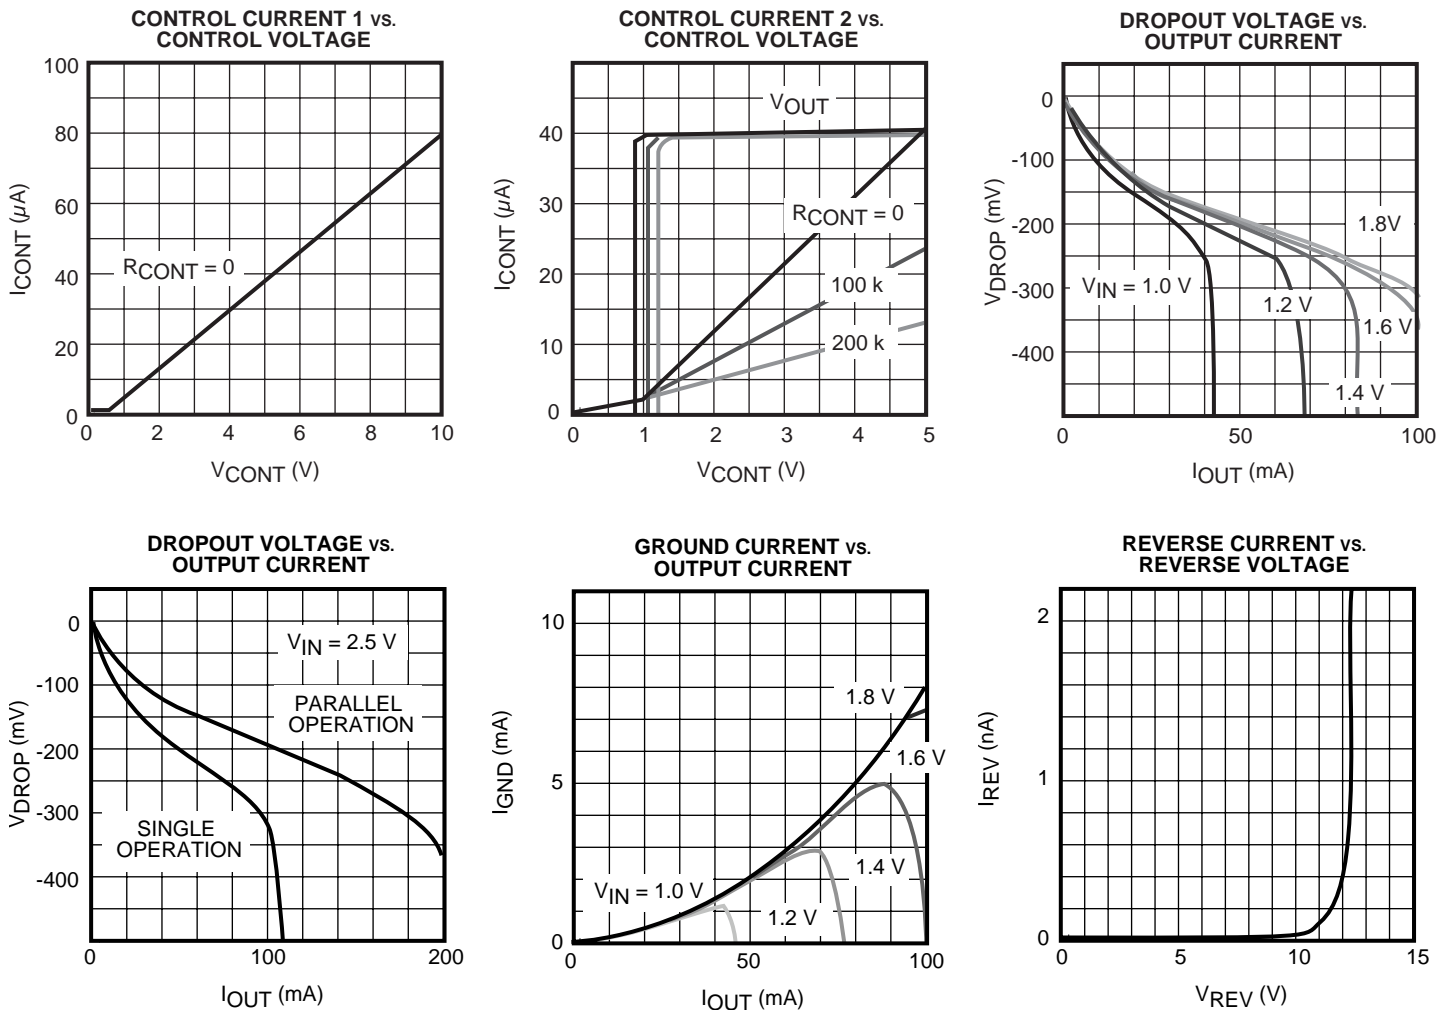 CONTROL CURRENT 1 VS.
CONTROL VOLTAGE
100
80
60
40
20
0
ICONT (µA)
RCONT = 0
0 2 4 6 8 10
VCONT (V)
CONTROL CURRENT 2 VS.
CONTROL VOLTAGE
40
30
20
10
0
ICONT (µA)
VOUT
RCONT = 0
100 k
200 k
0 1 2 3 4 5
VCONT (V)
DROPOUT VOLTAGE VS.
OUTPUT CURRENT
0
-100
-200
-300
-400
VDROP (mV)
1.8V
VIN = 1.0 V
1.2 V
1.6 V
1.4 V
0 50 100
IOUT (mA)
DROPOUT VOLTAGE VS.
OUTPUT CURRENT
0
-100
-200
-300
-400
VDROP (mV)
VIN = 2.5 V
PARALLEL
OPERATION
SINGLE
OPERATION
0 100 200
IOUT (mA)
GROUND CURRENT VS.
OUTPUT CURRENT
10
5
0
IGND (mA)
1.8 V
1.6 V
1.4 V
VIN = 1.0 V
1.2 V
0 50 100
IOUT (mA)
REVERSE CURRENT VS.
REVERSE VOLTAGE
2
1
0
IREV (nA)
0 5 10 15
VREV (V)